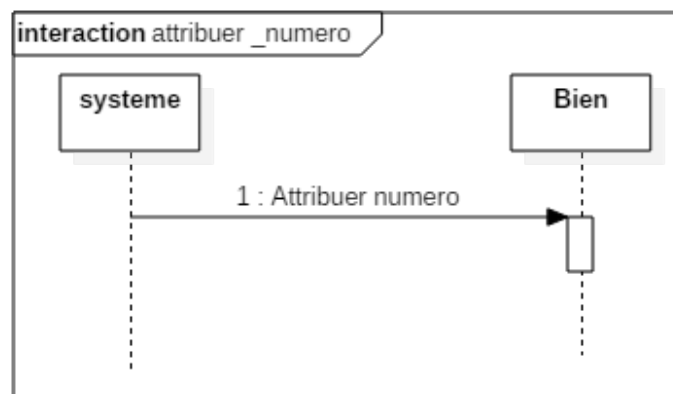 interaction attribuer _numero
systeme
Bien
1 : Attribuer numero